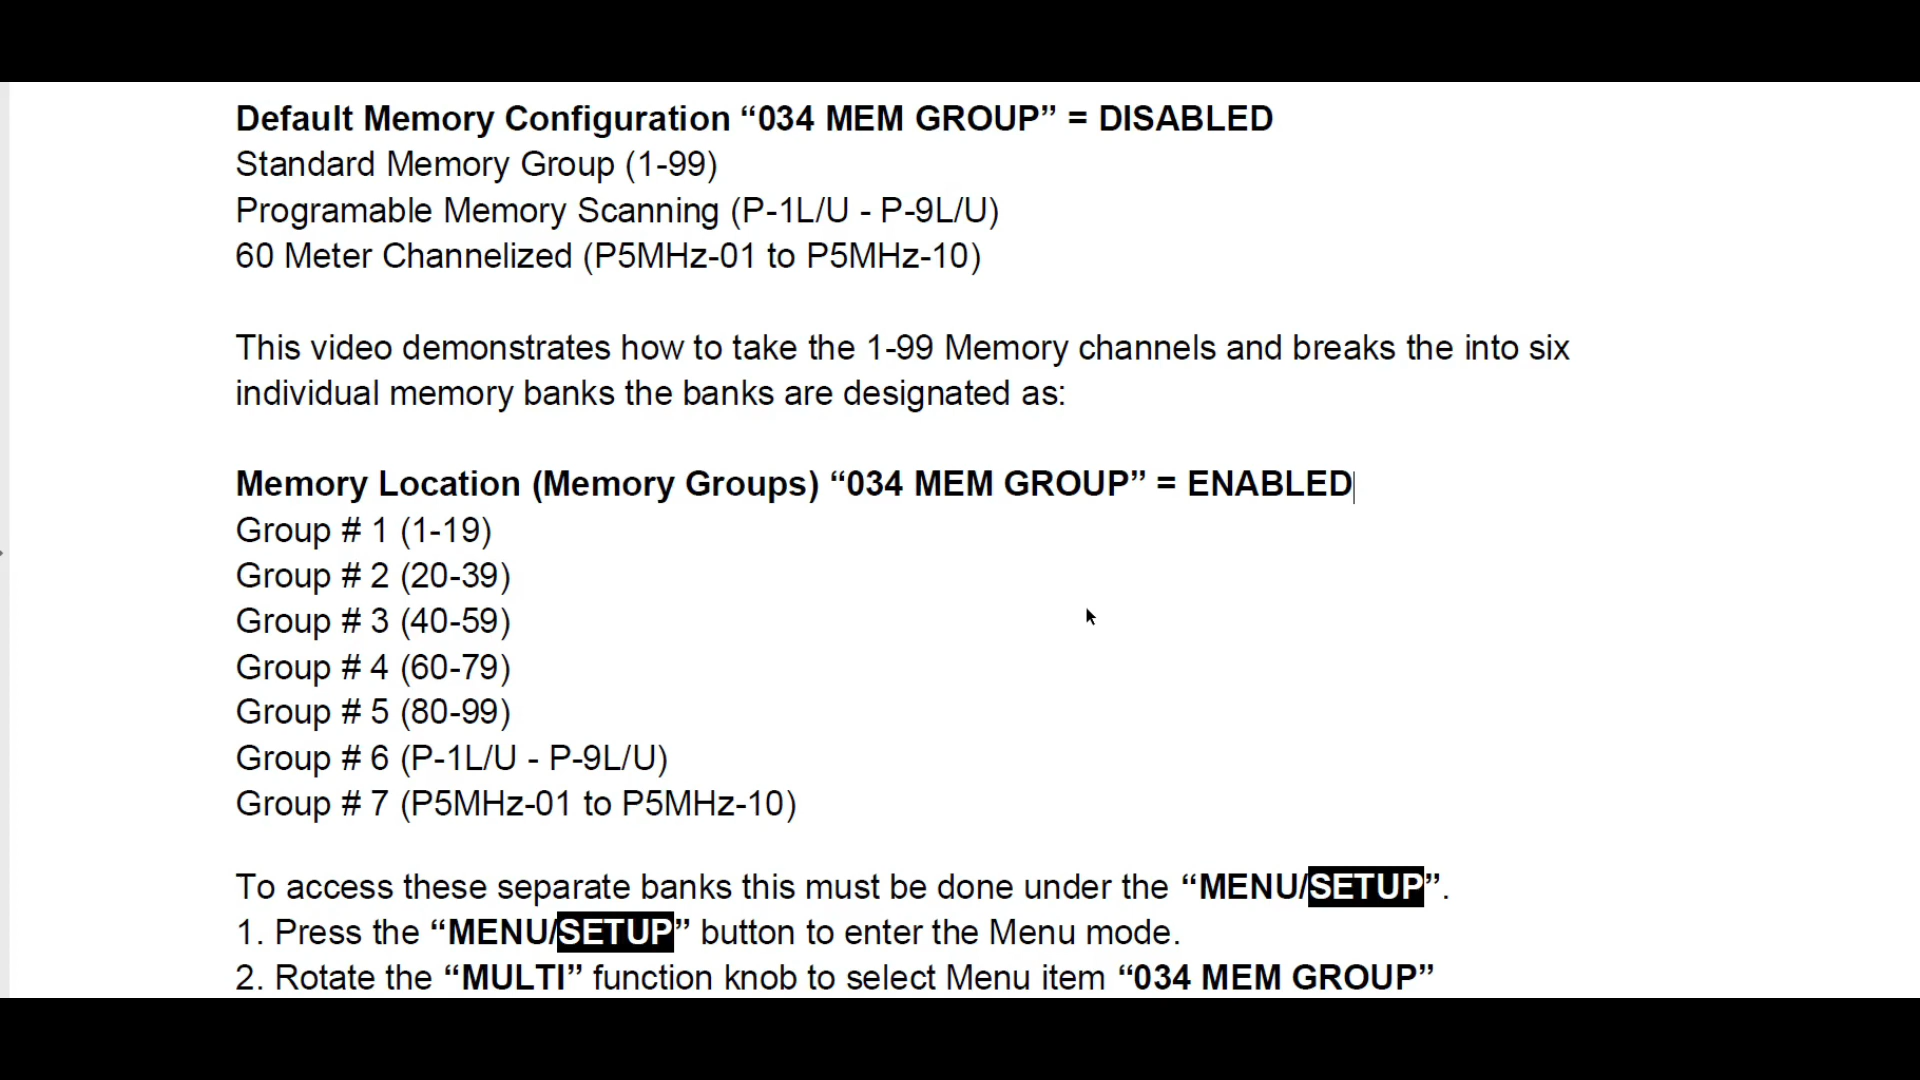 Default Memory Configuration “034 MEM GROUP” = DISABLED
Standard Memory Group (1-99)
Programable Memory Scanning (P-1L/U - P-9L/U)
60 Meter Channelized (P5MHz-01 to P5MHz-10)
This video demonstrates how to take the 1-99 Memory channels and breaks the into six
individual memory banks the banks are designated as:
Memory Location (Memory Groups) “034 MEM GROUP” = ENABLED
Group # 1 (1-19)
Group # 2 (20-39)
Group # 3 (40-59)
Group # 4 (60-79)
Group # 5 (80-99)
Group # 6 (P-1L/U - P-9L/U)
Group # 7 (P5MHz-01 to P5MHz-10)
To access these separate banks this must be done under the “MENU/SETUP”.
1. Press the “MENU/SETUP” button to enter the Menu mode.
2. Rotate the “MULTI” function knob to select Menu item “034 MEM GROUP”